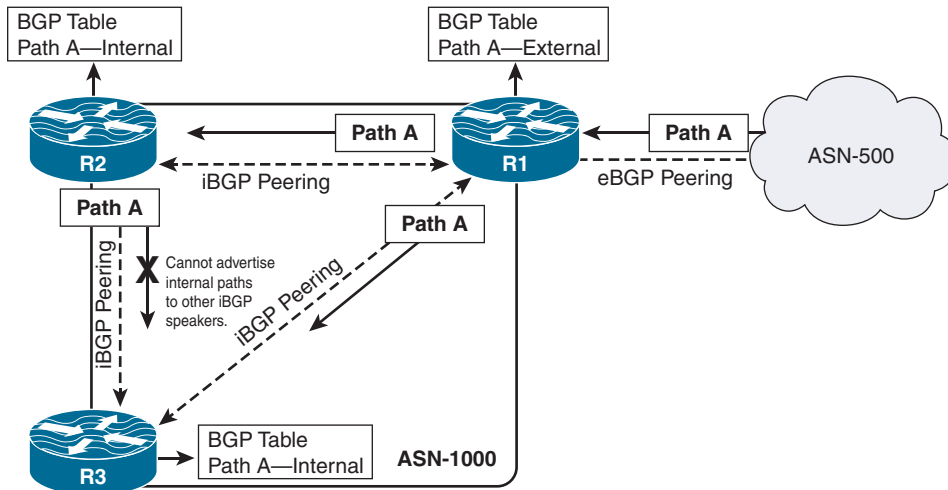 BGP Table
Path A—Internal
BGP Table
Path A—External
R2
Path A
R1
Path A
ASN-500
iBGP Peering
eBGP Peering
Path A
Path A
Cannot advertise
internal paths
to other iBGP
speakers.
iBGP Peering
iBGP Peering
R3
BGP Table
Path A—Internal
ASN-1000